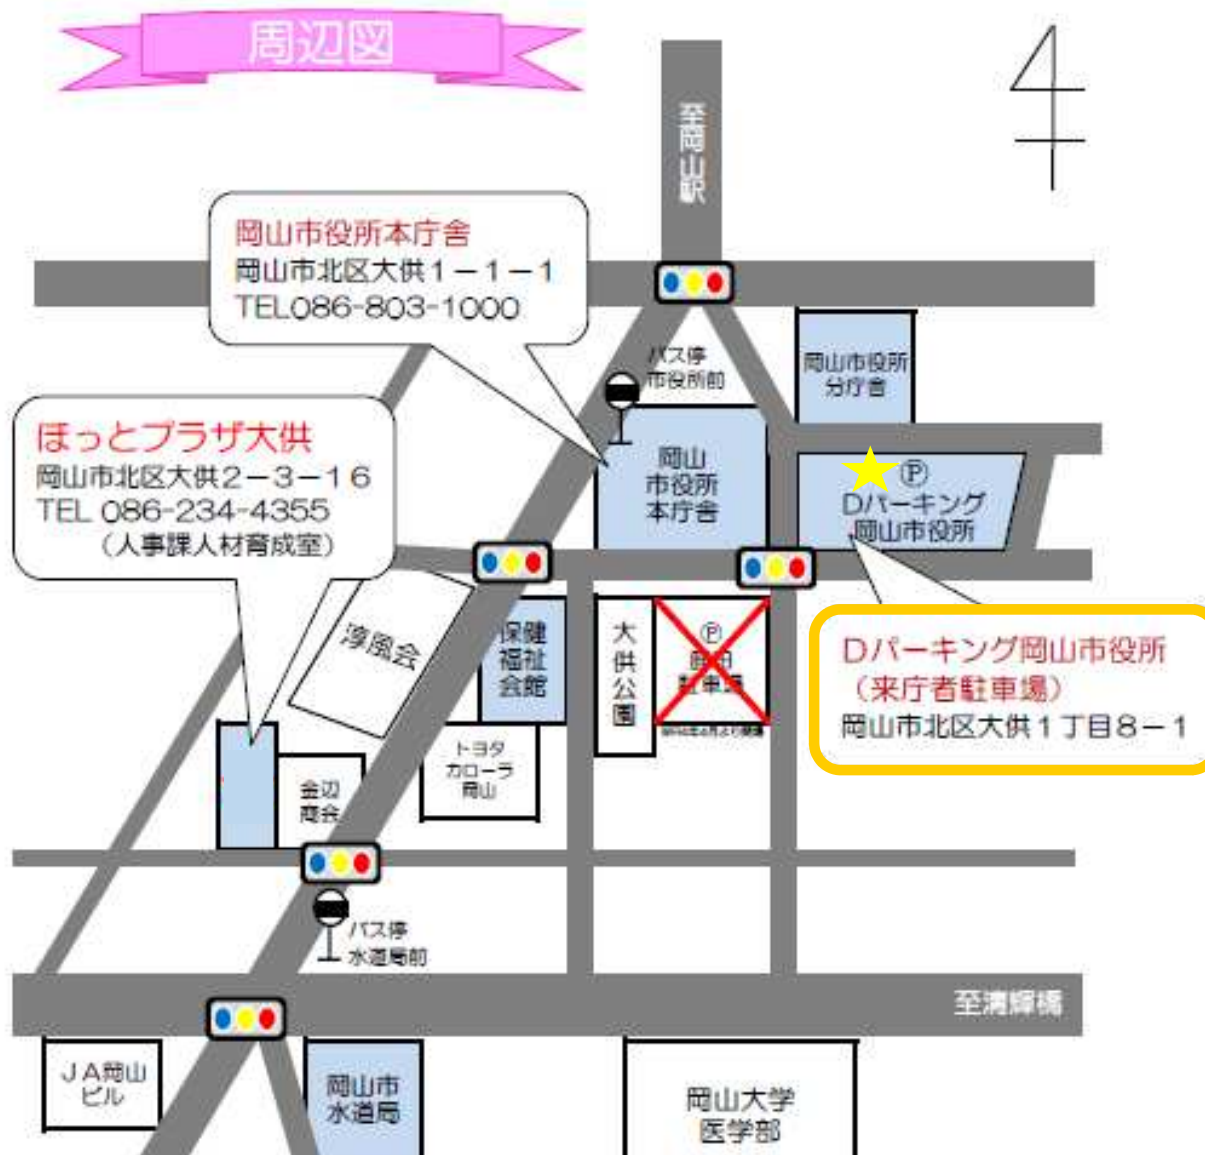 周辺図
至岡山駅
岡山市役所本庁舎
岡山市北区大供1-1-1
TEL086-803-1000
バス停
市役所前
岡山市役所
分庁舎
ほっとプラザ大供
岡山市北区大供2-3-16
TEL 086-234-4355
(人事課人材育成室)
岡山
市役所
本庁舎
Ⓟ
Dパーキング
岡山市役所
淳風会
保健
福祉
会館
大供公園
Ⓟ
駐車場
Dパーキング岡山市役所
(来庁者駐車場)
岡山市北区大供1丁目8-1
トヨタ
カローラ
岡山
金辺
商会
バス停
水道局前
至清輝橋
JA岡山
ビル
岡山市
水道局
岡山大学
医学部